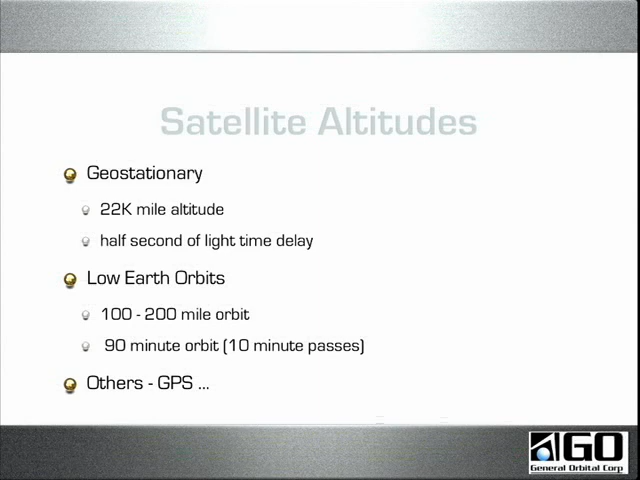 Satellite Altitudes
Geostationary
22K mile altitude
half second of light time delay
Low Earth Orbits
100 - 200 mile orbit
90 minute orbit (10 minute passes)
Others - GPS ...
GO
General Orbital Corp